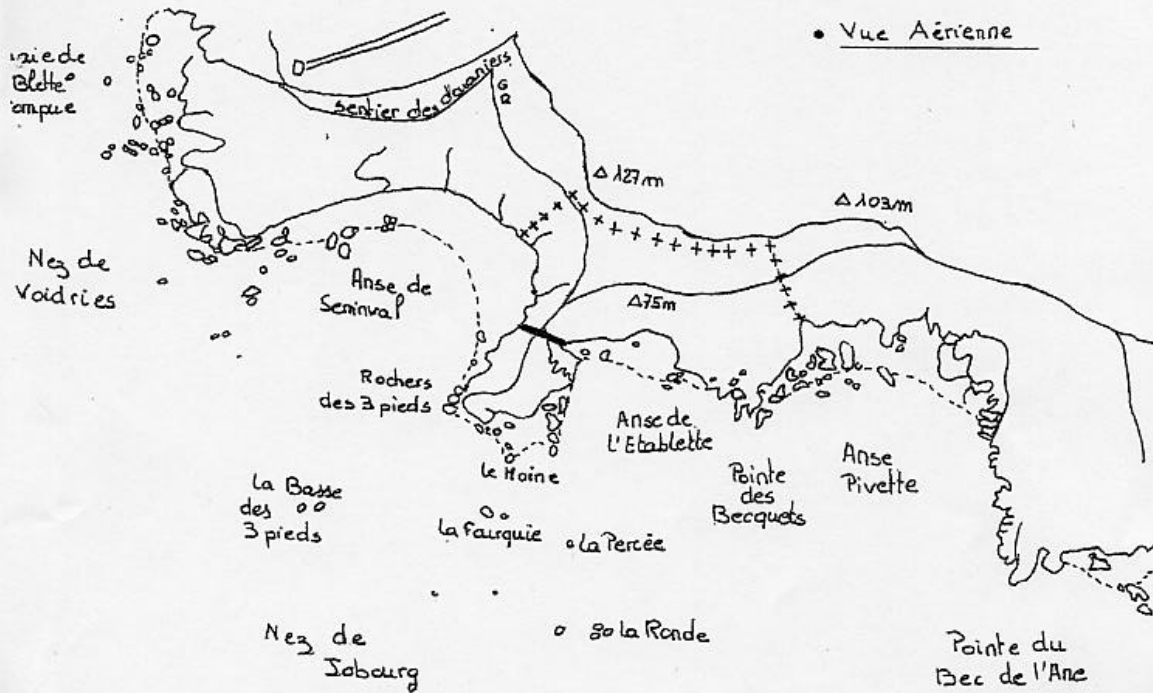 • Vue Aérienne
Blette
Sentier des douaniers
GR
△ 127m
△ 103m
Nez de
Voidries
Anse de
Seninval
△75m
Rochers
des 3 pieds
Anse de
l'Etablette
Le Moine
Pointe
des
Becquets
Anse
Pivette
La Basse
des
3 pieds
La Fourquie
La Percée
Nez de
Jobourg
La Ronde
Pointe du
Bec de l'Ane